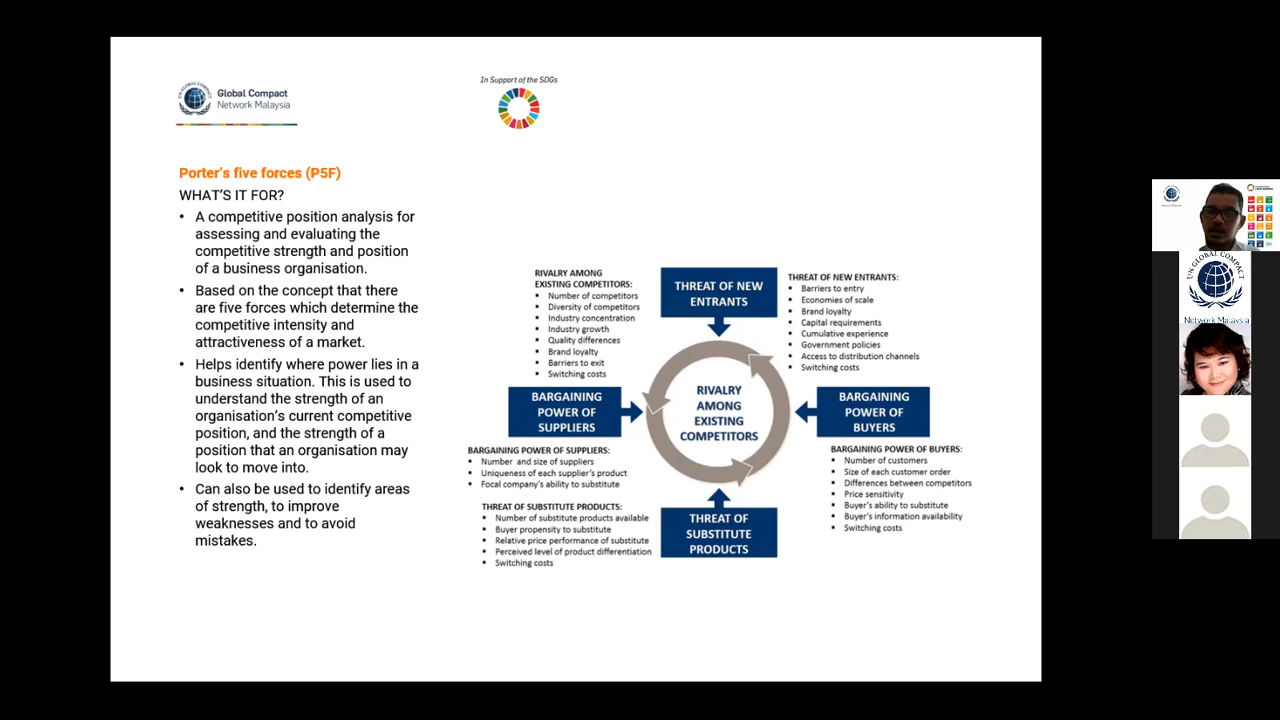 Global Compact
Network Malaysia
In Support of the SDGs
Porter's five forces (P5F)
WHAT'S IT FOR?
• A competitive position analysis for
assessing and evaluating the
competitive strength and position
of a business organisation.
• Based on the concept that there
are five forces which determine the
competitive intensity and
attractiveness of a market.
• Helps identify where power lies in a
business situation. This is used to
understand the strength of an
organisation's current competitive
position, and the strength of a
position that an organisation may
look to move into.
• Can also be used to identify areas
of strength, to improve
weaknesses and to avoid
mistakes.
RIVALRY AMONG
EXISTING COMPETITORS:
▪ Number of competitors
▪ Diversity of competitors
▪ Industry concentration
▪ Industry growth
▪ Quality differences
▪ Brand loyalty
▪ Barriers to exit
▪ Switching costs
THREAT OF NEW
ENTRANTS
THREAT OF NEW ENTRANTS:
▪ Barriers to entry
▪ Economies of scale
▪ Brand loyalty
▪ Capital requirements
▪ Cumulative experience
▪ Government policies
▪ Access to distribution channels
▪ Switching costs
BARGAINING
POWER OF
SUPPLIERS
RIVALRY
AMONG
EXISTING
COMPETITORS
BARGAINING
POWER OF
BUYERS
BARGAINING POWER OF SUPPLIERS:
▪ Number and size of suppliers
▪ Uniqueness of each supplier's product
▪ Focal company's ability to substitute
BARGAINING POWER OF BUYERS:
▪ Number of customers
▪ Size of each customer order
▪ Differences between competitors
▪ Price sensitivity
▪ Buyer's ability to substitute
▪ Buyer's information availability
▪ Switching costs
THREAT OF SUBSTITUTE PRODUCTS:
▪ Number of substitute products available
▪ Buyer propensity to substitute
▪ Relative price performance of substitute
▪ Perceived level of product differentiation
▪ Switching costs
THREAT OF
SUBSTITUTE
PRODUCTS
UN GLOBAL COMPACT
Network Malaysia